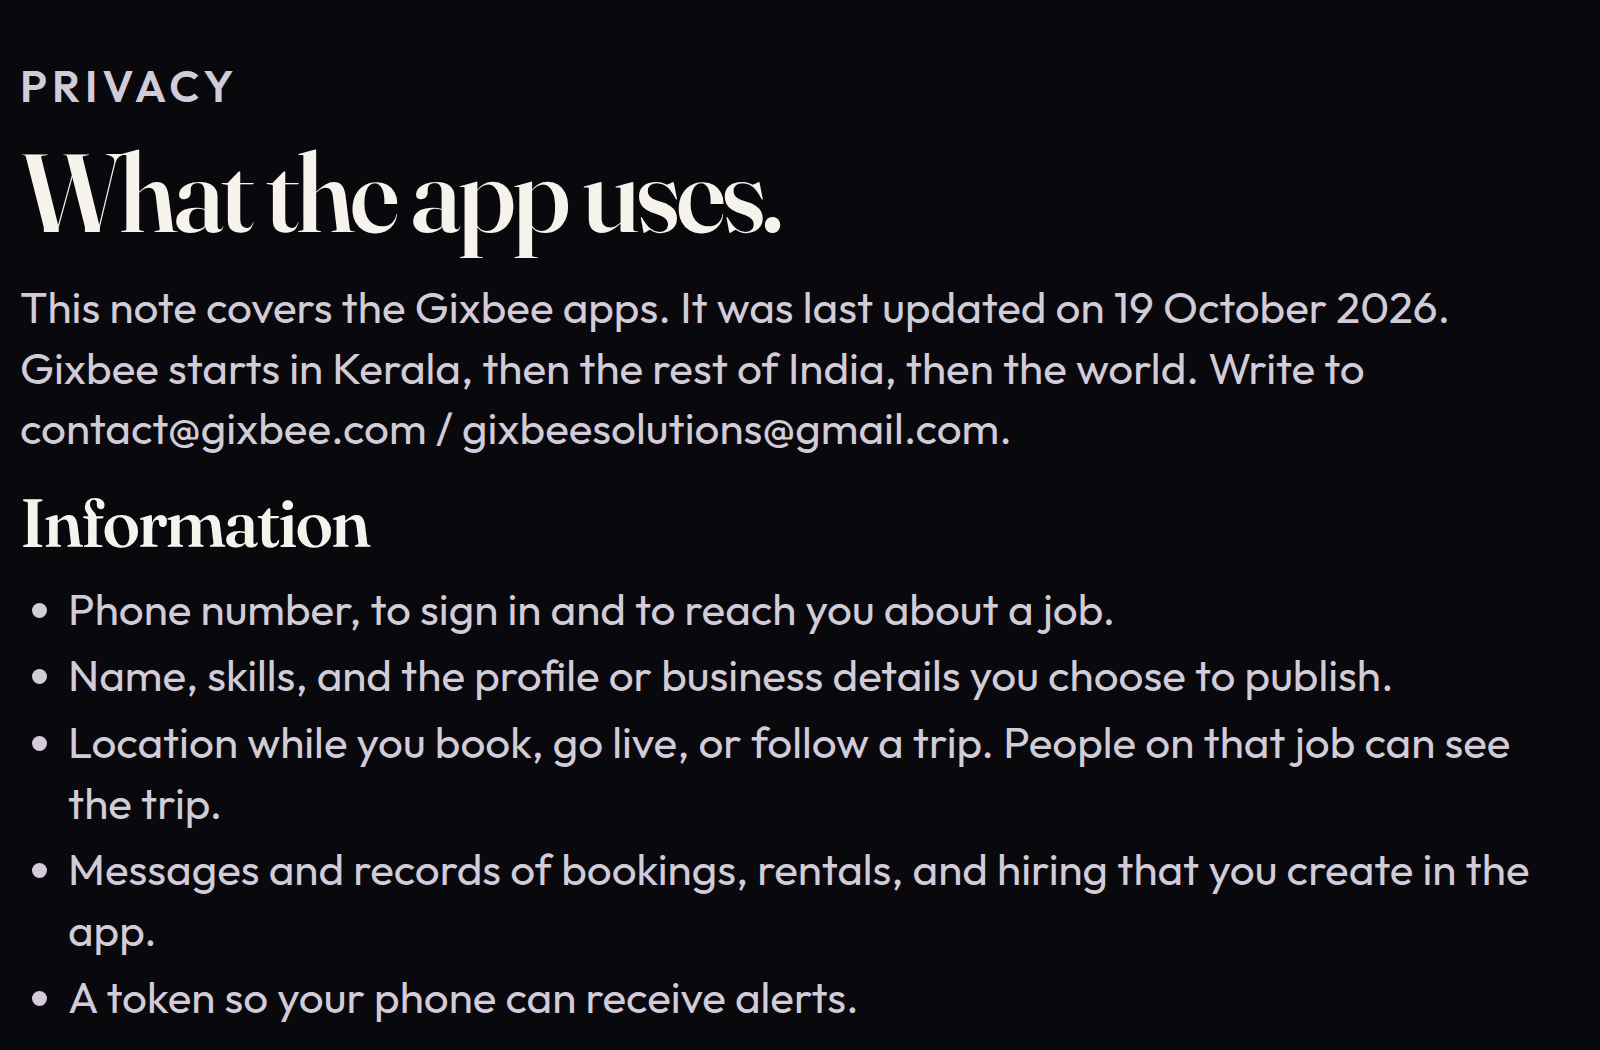 PRIVACY
What the app uses.
This note covers the Gixbee apps. It was last updated on 19 October 2026.
Gixbee starts in Kerala, then the rest of India, then the world. Write to
contact@gixbee.com / gixbeesolutions@gmail.com.
Information
• Phone number, to sign in and to reach you about a job.
• Name, skills, and the profile or business details you choose to publish.
• Location while you book, go live, or follow a trip. People on that job can see
the trip.
• Messages and records of bookings, rentals, and hiring that you create in the
app.
• A token so your phone can receive alerts.